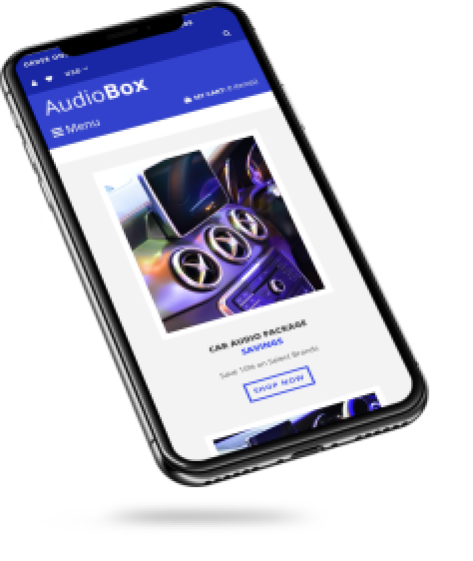 USD
AudioBox
MY CART:
Menu
CAR AUDIO PACKAGE
SAVINGS
Save 10% on Select Brands
SHOP NOW